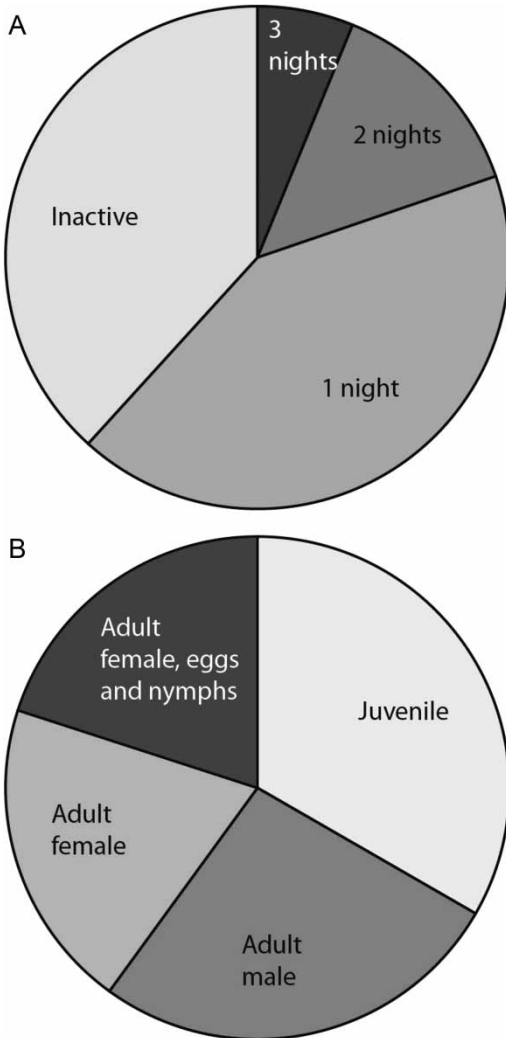 A
3
nights
2 nights
Inactive
1 night
B
Adult
female, eggs
and nymphs
Juvenile
Adult
female
Adult
male